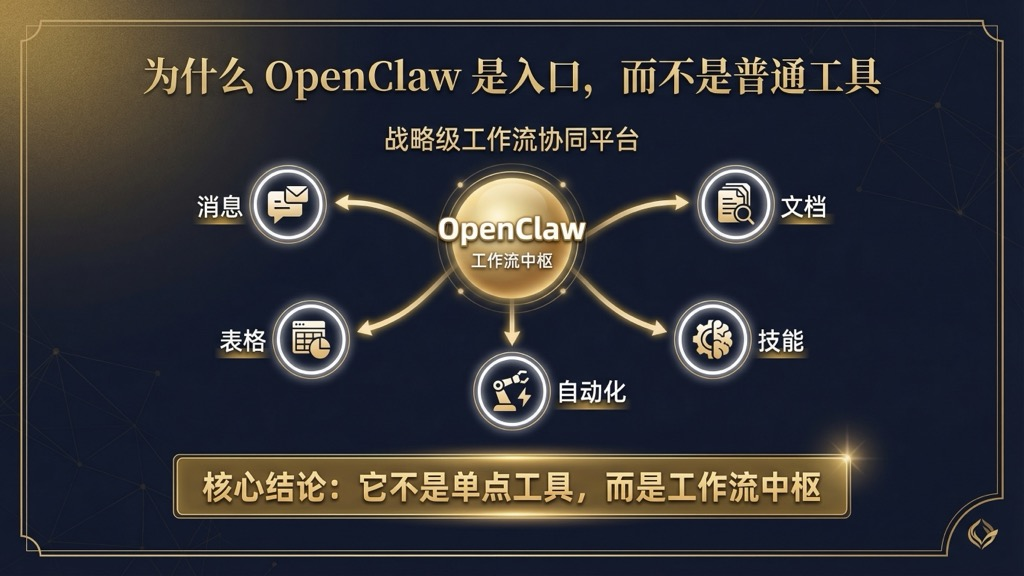 为什么 OpenClaw 是入口，而不是普通工具
战略级工作流协同平台
消息
OpenClaw
工作流中枢
文档
表格
技能
自动化
核心结论：它不是单点工具，而是工作流中枢